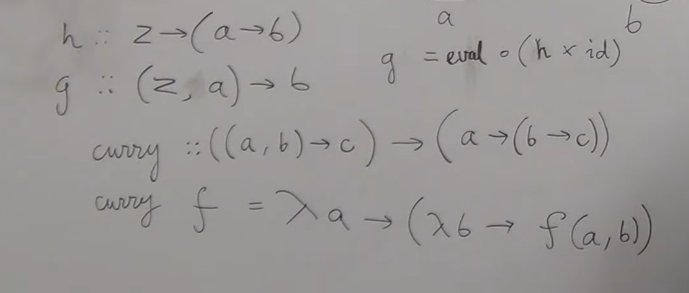 a b
h :: z → (a → b)
g = eval ∘ (h × id)
g :: (z, a) → b
curry :: ((a, b) → c) → (a → (b → c))
curry f = λa → (λb → f(a, b))